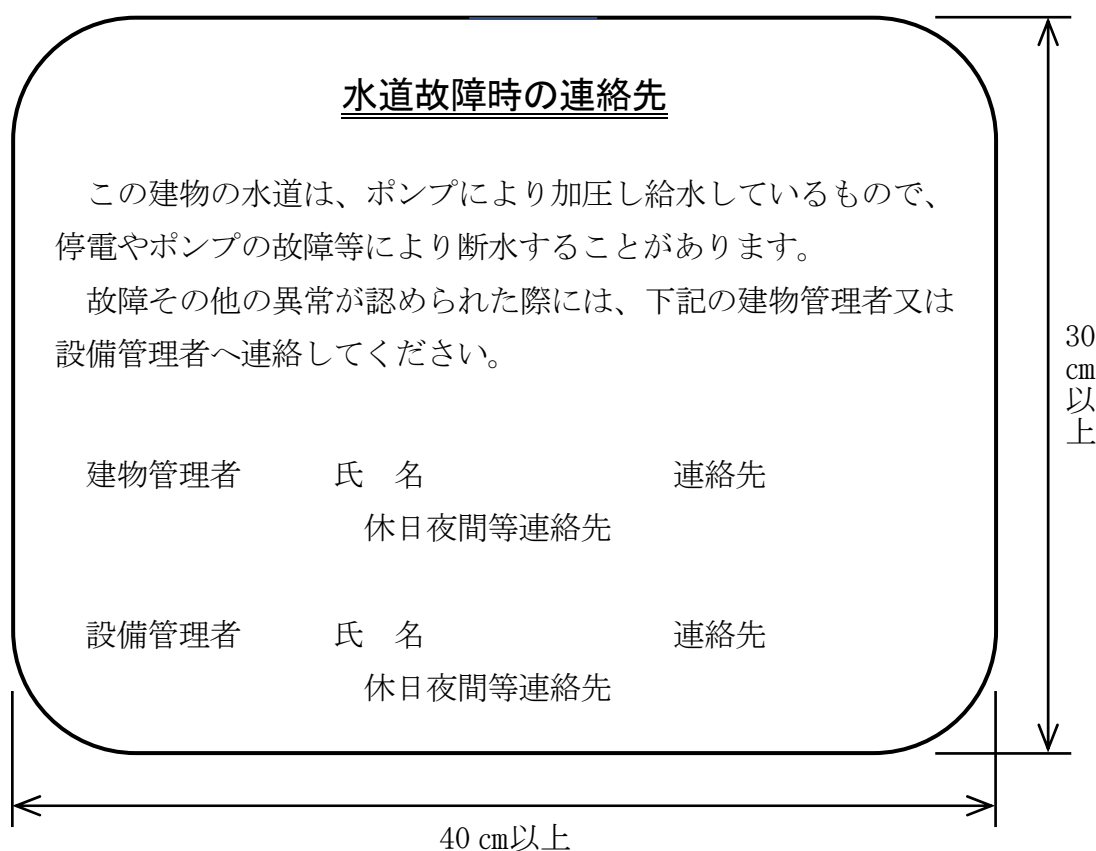 水道故障時の連絡先
この建物の水道は、ポンプにより加圧し給水しているもので、
停電やポンプの故障等により断水することがあります。
故障その他の異常が認められた際には、下記の建物管理者又は
設備管理者へ連絡してください。
建物管理者　氏　名　連絡先
休日夜間等連絡先
設備管理者　氏　名　連絡先
休日夜間等連絡先
30cm以上
40 cm以上